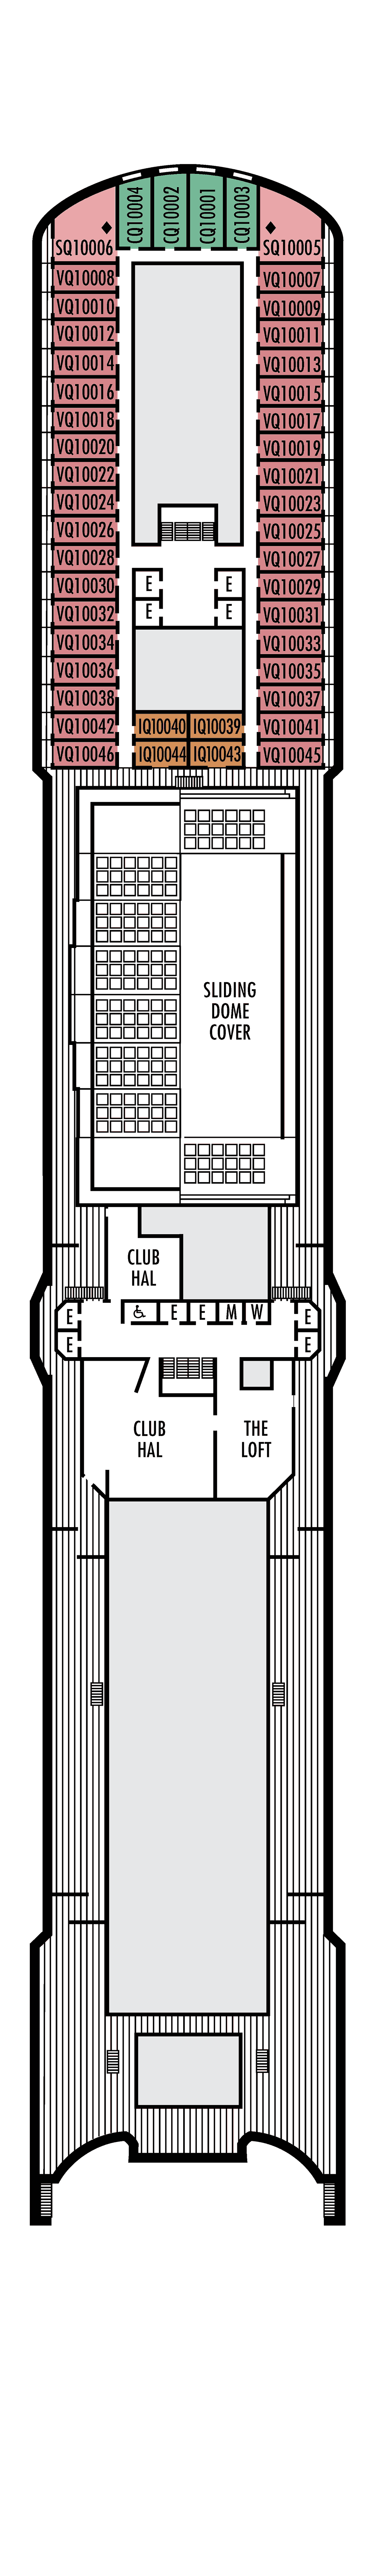 CQ10004 CQ10002 CQ10001 CQ10003
SQ10006 SQ10005
VQ10008 VQ10007
VQ10010 VQ10009
VQ10012 VQ10011
VQ10014 VQ10013
VQ10016 VQ10015
VQ10018 VQ10017
VQ10020 VQ10019
VQ10022 VQ10021
VQ10024 VQ10023
VQ10026 VQ10025
VQ10028 VQ10027
VQ10030 E E VQ10029
VQ10032 E E VQ10031
VQ10034 VQ10033
VQ10036 VQ10035
VQ10038 VQ10037
VQ10042 IQ10040 IQ10039 VQ10041
VQ10046 IQ10044 IQ10043 VQ10045
SLIDING
DOME
COVER
CLUB
HAL
E E E M W E
E E
CLUB
HAL
THE
LOFT